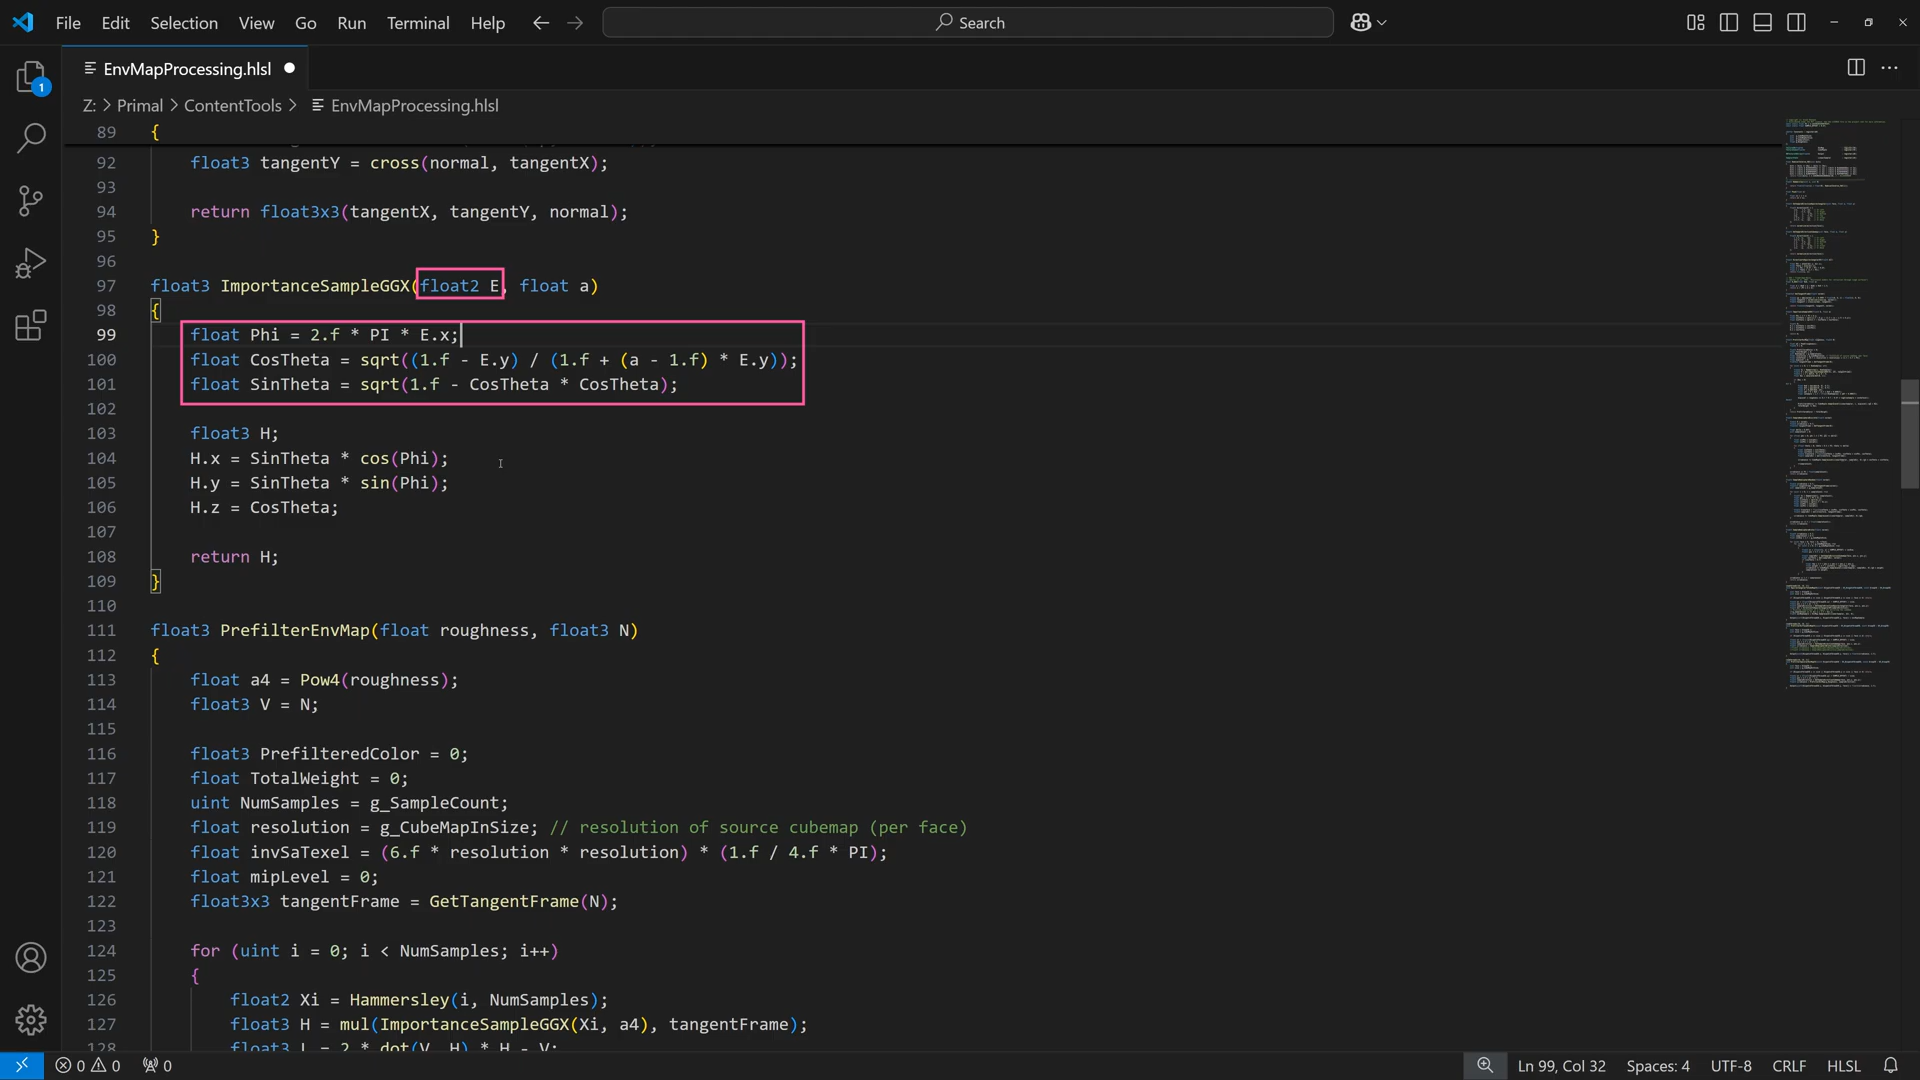 File Edit Selection View Go Run Terminal Help Search
EnvMapProcessing.hlsl
1
Z: > Primal > ContentTools > EnvMapProcessing.hlsl
89 {
92 float3 tangentY = cross(normal, tangentX);
93
94 return float3x3(tangentX, tangentY, normal);
95 }
96
97 float3 ImportanceSampleGGX(float2 E, float a)
98 {
99 float Phi = 2.f * PI * E.x;
100 float CosTheta = sqrt((1.f - E.y) / (1.f + (a - 1.f) * E.y));
101 float SinTheta = sqrt(1.f - CosTheta * CosTheta);
102
103 float3 H;
104 H.x = SinTheta * cos(Phi);
105 H.y = SinTheta * sin(Phi);
106 H.z = CosTheta;
107
108 return H;
109 }
110
111 float3 PrefilterEnvMap(float roughness, float3 N)
112 {
113 float a4 = Pow4(roughness);
114 float3 V = N;
115
116 float3 PrefilteredColor = 0;
117 float TotalWeight = 0;
118 uint NumSamples = g_SampleCount;
119 float resolution = g_CubeMapInSize; // resolution of source cubemap (per face)
120 float invSaTexel = (6.f * resolution * resolution) * (1.f / 4.f * PI);
121 float mipLevel = 0;
122 float3x3 tangentFrame = GetTangentFrame(N);
123
124 for (uint i = 0; i < NumSamples; i++)
125 {
126 float2 Xi = Hammersley(i, NumSamples);
127 float3 H = mul(ImportanceSampleGGX(Xi, a4), tangentFrame);
128 float3 L = 2 * dot(V, H) * H - V;
0 0 0 Ln 99, Col 32 Spaces: 4 UTF-8 CRLF HLSL